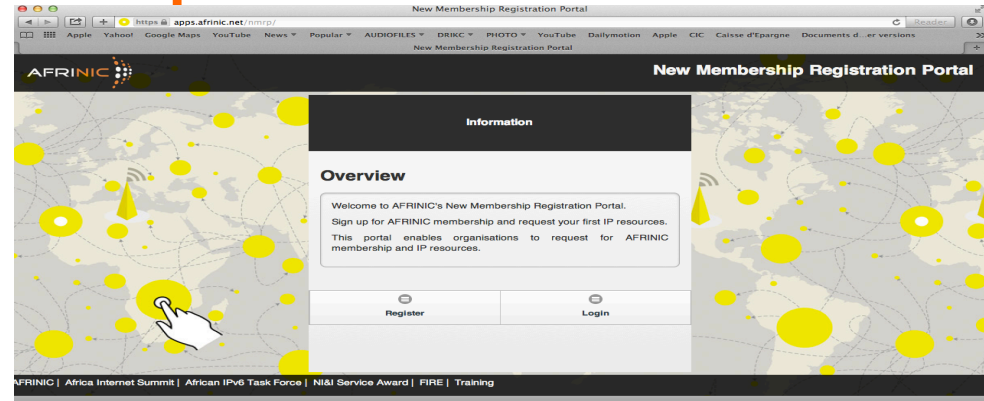 New Membership Registration Portal
https apps.afrinic.net/nmrp/
Reader
Apple Yahoo! Google Maps YouTube News Popular AUDIOFILES DRIKC PHOTO YouTube Dailymotion Apple CIC Caisse d'Epargne Documents d...er versions
New Membership Registration Portal
AFRINIC
New Membership Registration Portal
Information
Overview
Welcome to AFRINIC's New Membership Registration Portal.
Sign up for AFRINIC membership and request your first IP resources.
This portal enables organisations to request for AFRINIC
membership and IP resources.
Register
Login
AFRINIC | Africa Internet Summit | African IPv6 Task Force | NI&I Service Award | FIRE | Training